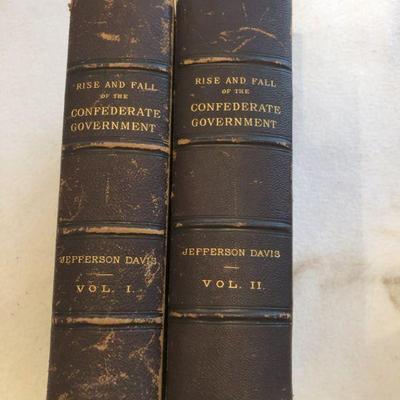 RISE AND FALL
OF THE
CONFEDERATE
GOVERNMENT
JEFFERSON DAVIS
VOL. I.
RISE AND FALL
OF THE
CONFEDERATE
GOVERNMENT
JEFFERSON DAVIS
VOL. II.